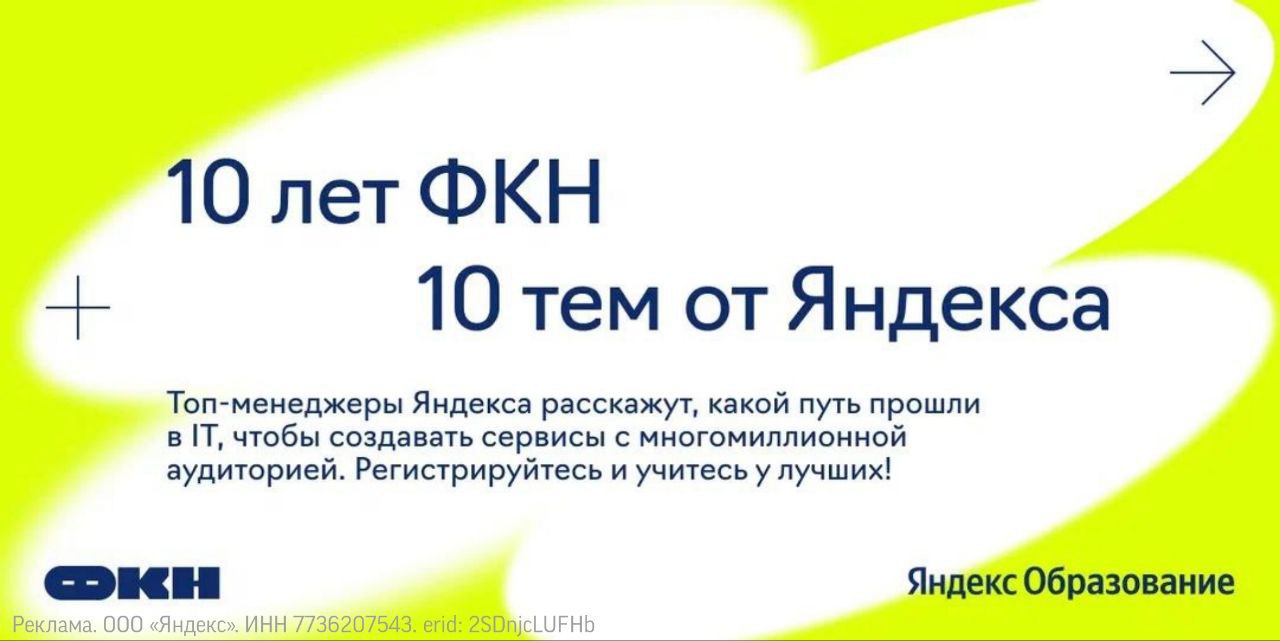 10 лет ФКН
10 тем от Яндекса
Топ-менеджеры Яндекса расскажут, какой путь прошли
в IT, чтобы создавать сервисы с многомиллионной
аудиторией. Регистрируйтесь и учитесь у лучших!
ФКН
Яндекс Образование
Реклама. ООО «Яндекс». ИНН 7736207543. erid: 2SDnjcLUFHb